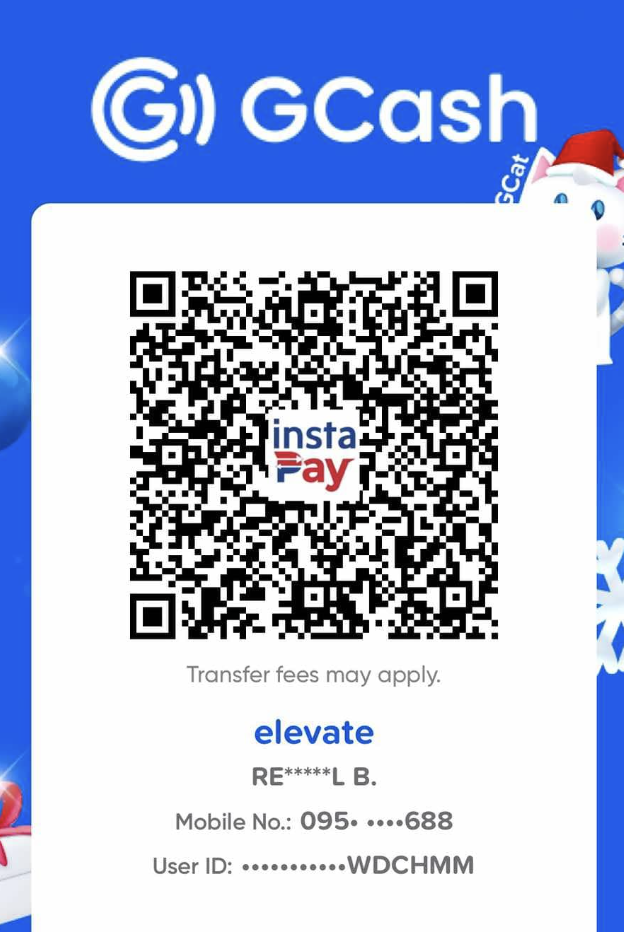 GCash
GCat
insta
Pay
Transfer fees may apply.
elevate
RE*****L B.
Mobile No.: 095• ••••688
User ID: •••••••••••WDCHMM